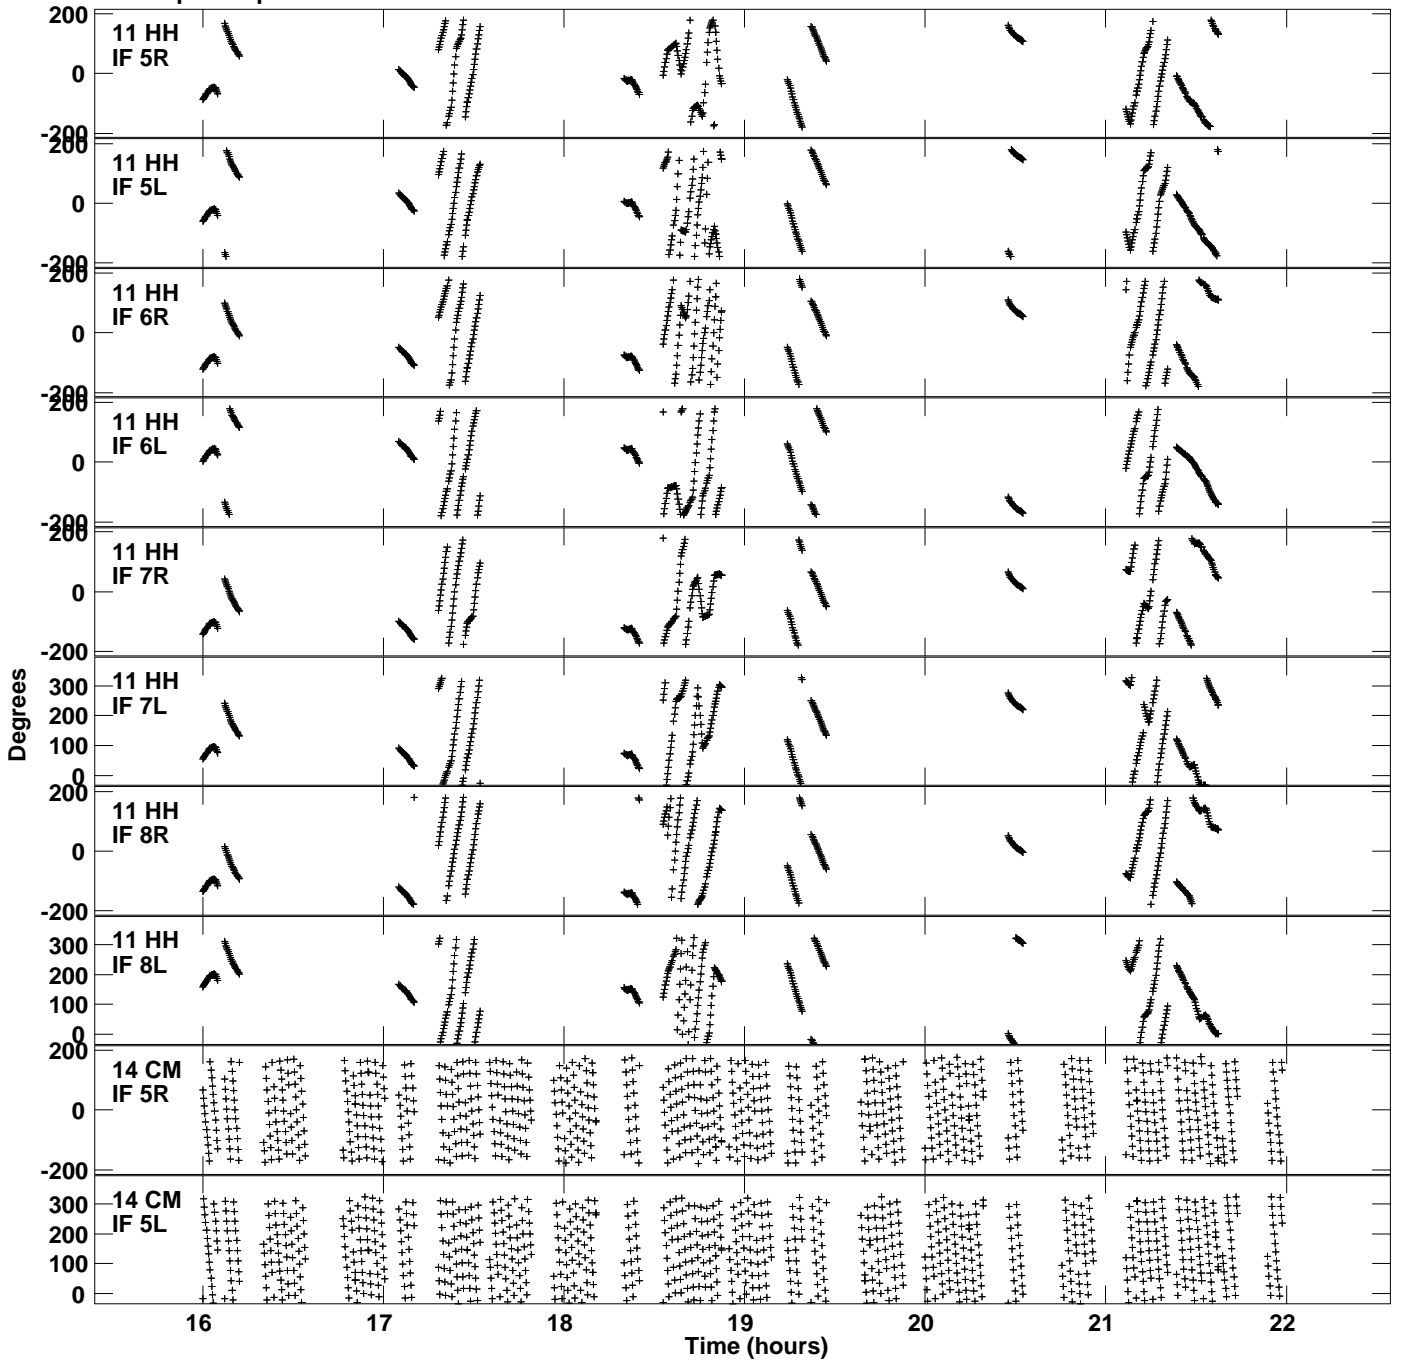 200
11 HH
IF 5R
0
-200
200
11 HH
IF 5L
0
-200
200
11 HH
IF 6R
0
-200
200
11 HH
IF 6L
0
-200
200
11 HH
IF 7R
0
-200
11 HH
IF 7L
300
200
100
0
200
11 HH
IF 8R
0
-200
11 HH
IF 8L
300
200
100
0
200
14 CM
IF 5R
0
-200
14 CM
IF 5L
300
200
100
0
Degrees
16 17 18 19 20 21 22
Time (hours)